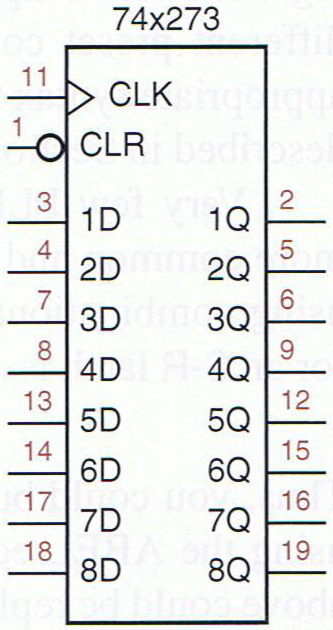 74x273
11 CLK
1 CLR
3 1D 1Q 2
4 2D 2Q 5
7 3D 3Q 6
8 4D 4Q 9
13 5D 5Q 12
14 6D 6Q 15
17 7D 7Q 16
18 8D 8Q 19